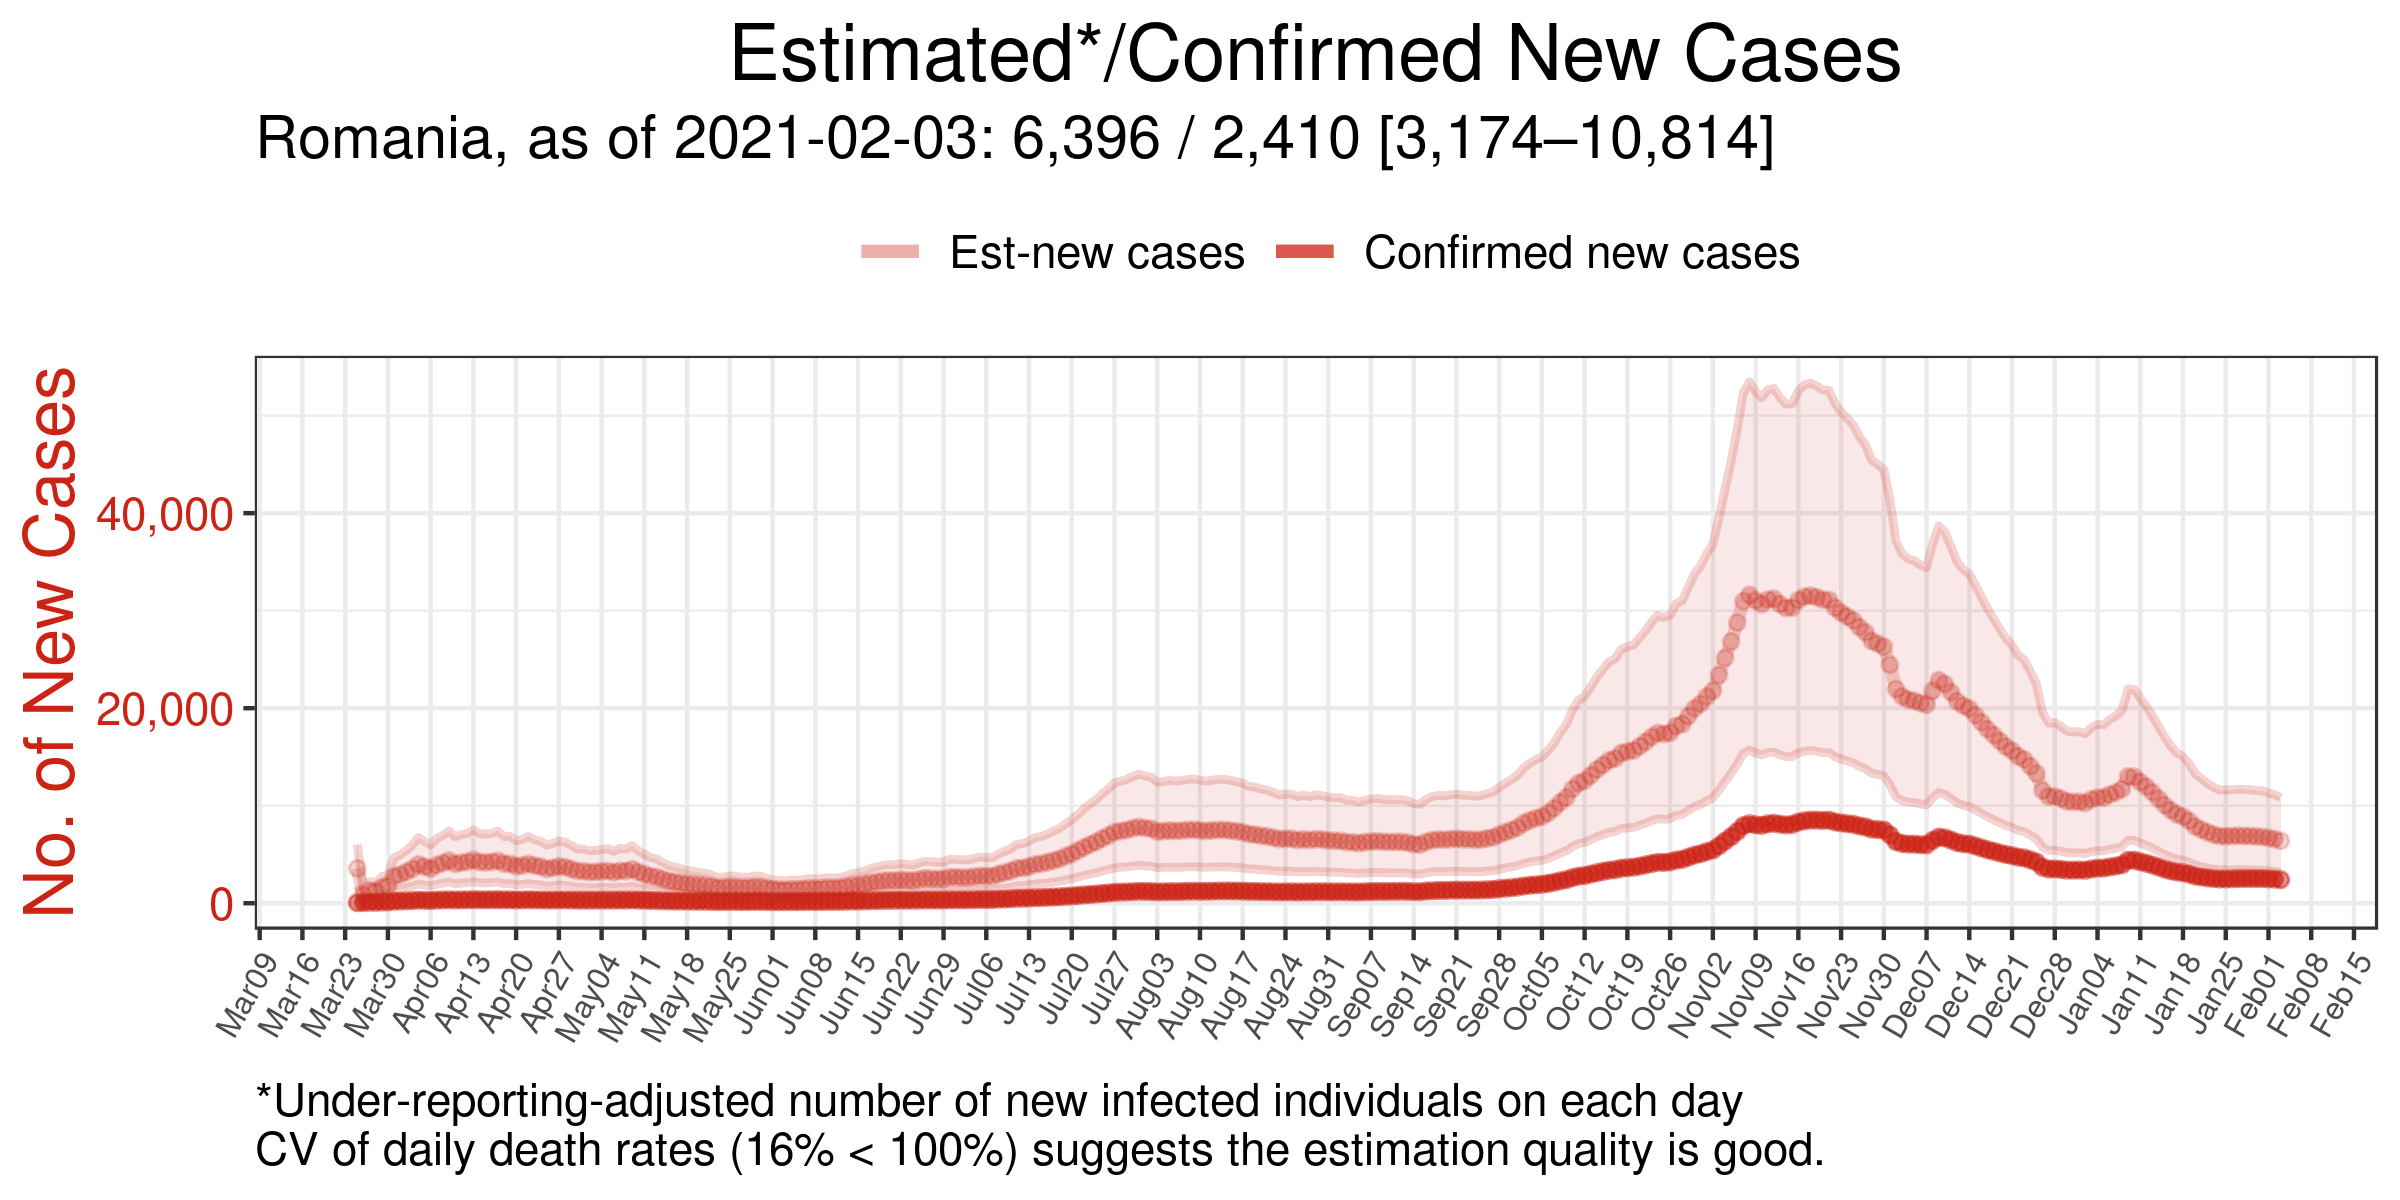 Estimated*/Confirmed New Cases
Romania, as of 2021-02-03: 6,396 / 2,410 [3,174–10,814]
Est-new cases
Confirmed new cases
No. of New Cases
40,000
20,000
0
Mar09
Mar16
Mar23
Mar30
Apr06
Apr13
Apr20
Apr27
May04
May11
May18
May25
Jun01
Jun08
Jun15
Jun22
Jun29
Jul06
Jul13
Jul20
Jul27
Aug03
Aug10
Aug17
Aug24
Aug31
Sep07
Sep14
Sep21
Sep28
Oct05
Oct12
Oct19
Oct26
Nov02
Nov09
Nov16
Nov23
Nov30
Dec07
Dec14
Dec21
Dec28
Jan04
Jan11
Jan18
Jan25
Feb01
Feb08
Feb15
*Under-reporting-adjusted number of new infected individuals on each day
CV of daily death rates (16% < 100%) suggests the estimation quality is good.